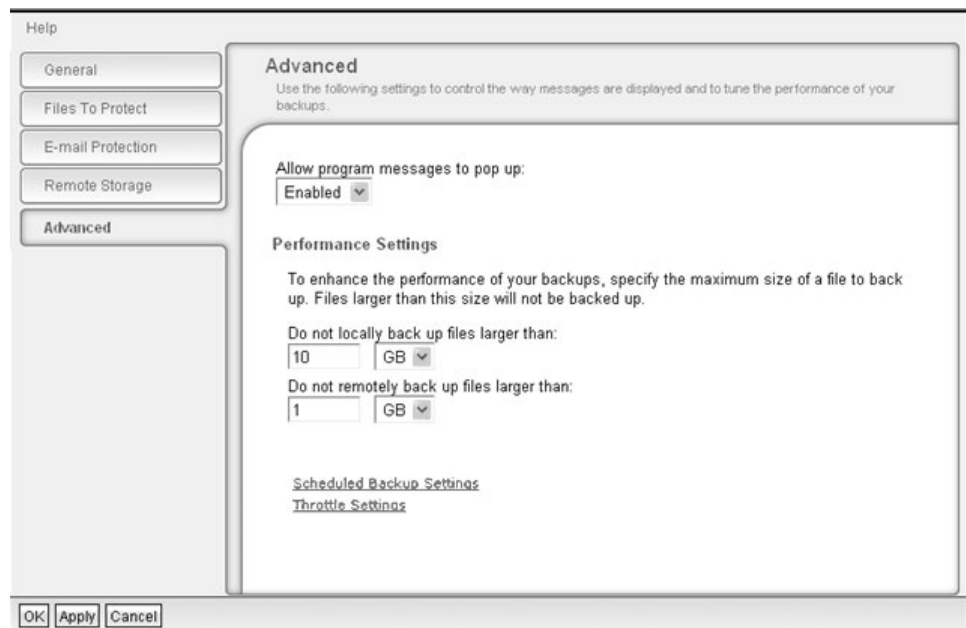 Help
General
Files To Protect
E-mail Protection
Remote Storage
Advanced
Advanced
Use the following settings to control the way messages are displayed and to tune the performance of your
backups.
Allow program messages to pop up:
Enabled
Performance Settings
To enhance the performance of your backups, specify the maximum size of a file to back
up. Files larger than this size will not be backed up.
Do not locally back up files larger than:
10 GB
Do not remotely back up files larger than:
1 GB
Scheduled Backup Settings
Throttle Settings
OK Apply Cancel